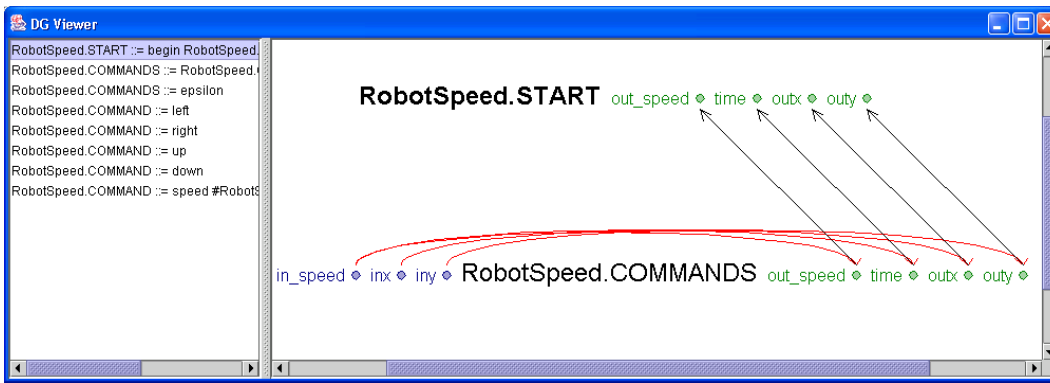 DG Viewer
RobotSpeed.START ::= begin RobotSpeed.
RobotSpeed.COMMANDS ::= RobotSpeed.
RobotSpeed.COMMANDS ::= epsilon
RobotSpeed.COMMAND ::= left
RobotSpeed.COMMAND ::= right
RobotSpeed.COMMAND ::= up
RobotSpeed.COMMAND ::= down
RobotSpeed.COMMAND ::= speed #RobotS
RobotSpeed.START out_speed time outx outy
in_speed inx iny RobotSpeed.COMMANDS out_speed time outx outy